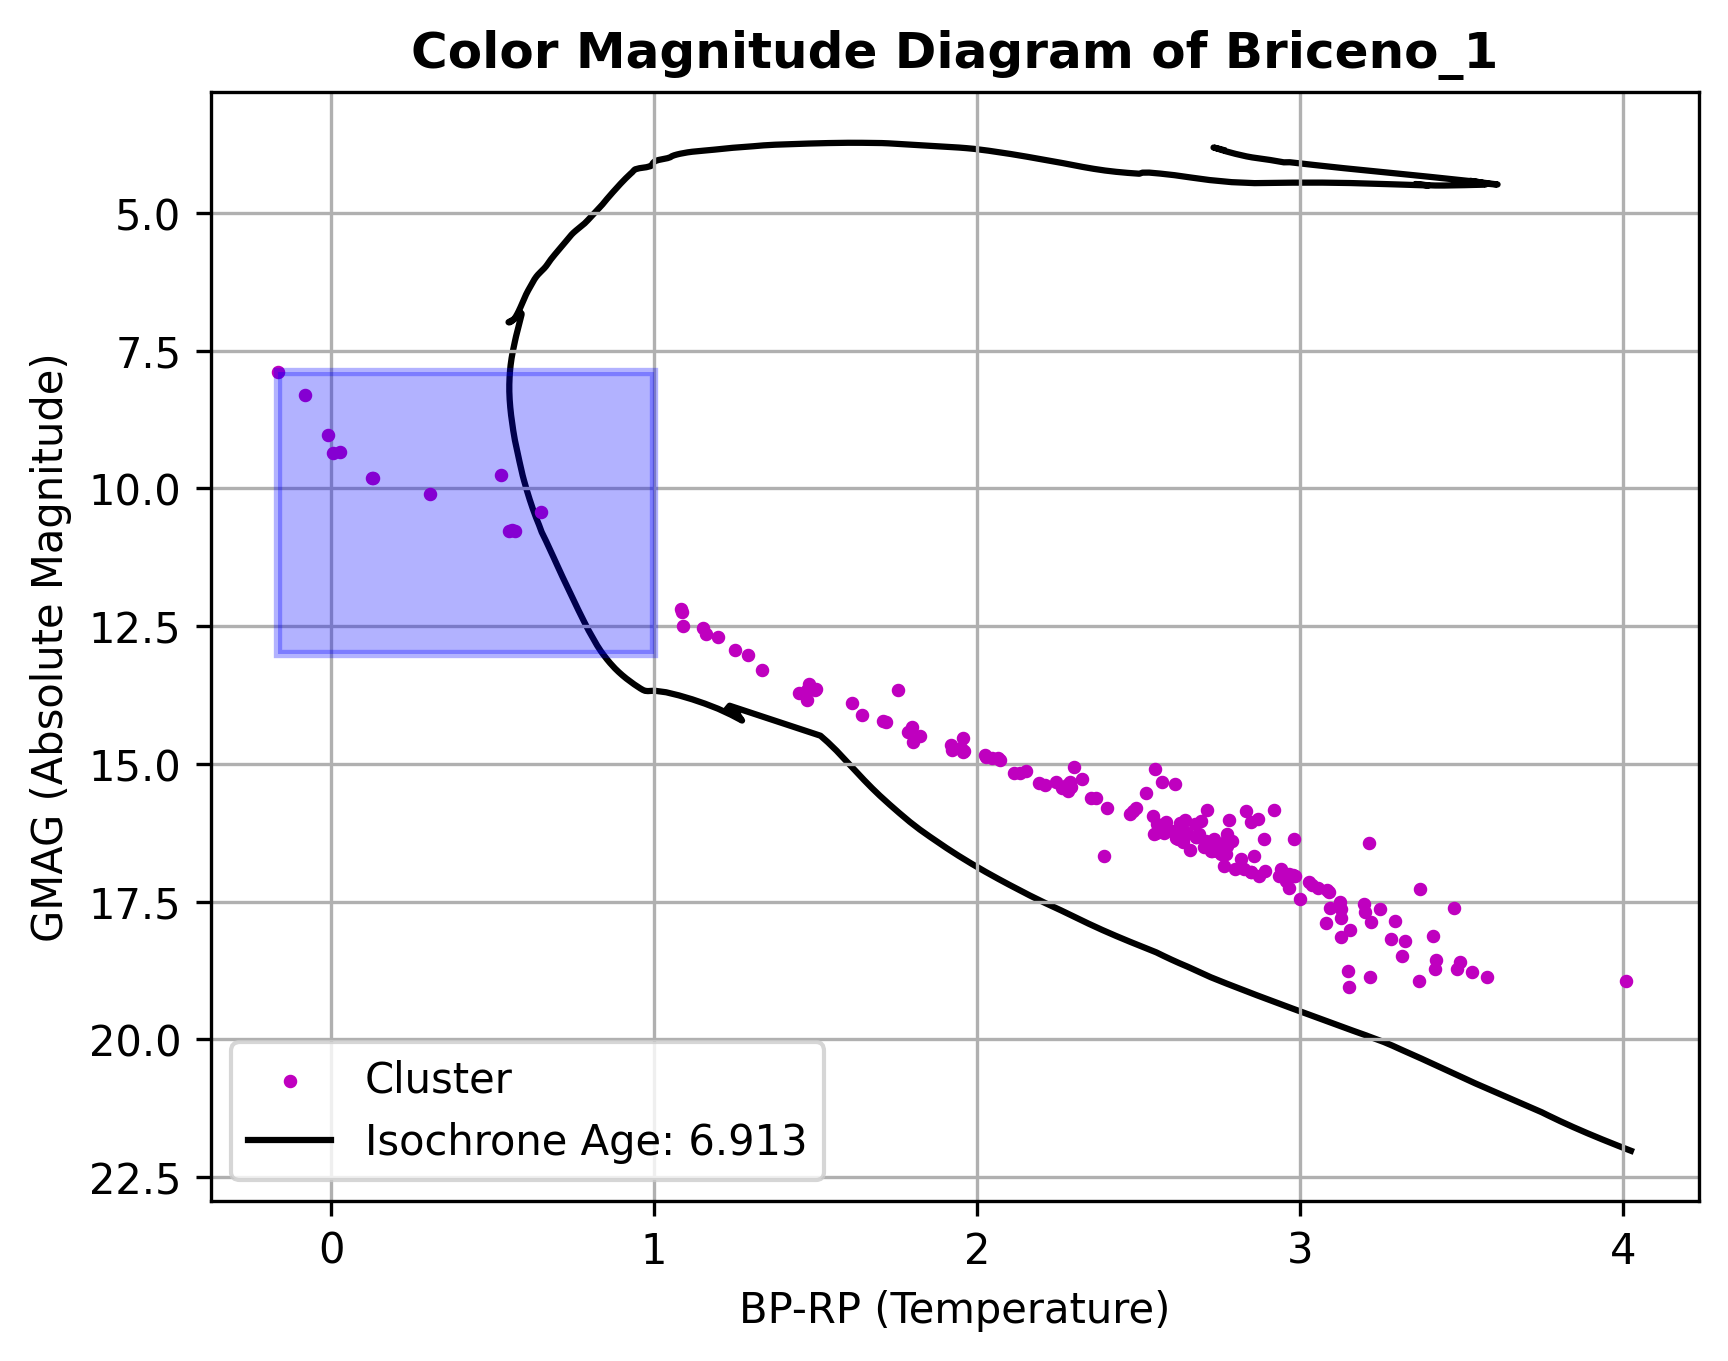 Color Magnitude Diagram of Briceno_1
GMAG (Absolute Magnitude)
5.0
7.5
10.0
12.5
15.0
17.5
20.0
22.5
Cluster
Isochrone Age: 6.913
0 1 2 3 4
BP-RP (Temperature)